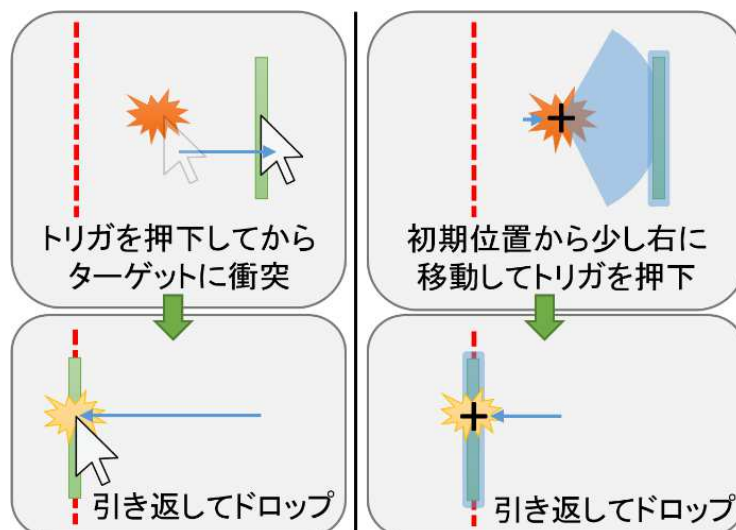 トリガを押下してから
ターゲットに衝突
初期位置から少し右に
移動してトリガを押下
引き返してドロップ
引き返してドロップ